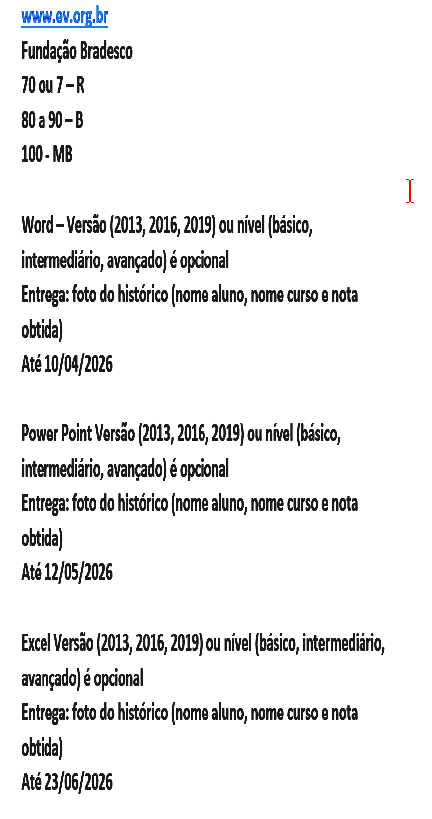 www.ev.org.br
Fundação Bradesco
70 ou 7 – R
80 a 90 – B
100 - MB
Word – Versão (2013, 2016, 2019) ou nível (básico,
intermediário, avançado) é opcional
Entrega: foto do histórico (nome aluno, nome curso e nota
obtida)
Até 10/04/2026
Power Point Versão (2013, 2016, 2019) ou nível (básico,
intermediário, avançado) é opcional
Entrega: foto do histórico (nome aluno, nome curso e nota
obtida)
Até 12/05/2026
Excel Versão (2013, 2016, 2019) ou nível (básico, intermediário,
avançado) é opcional
Entrega: foto do histórico (nome aluno, nome curso e nota
obtida)
Até 23/06/2026